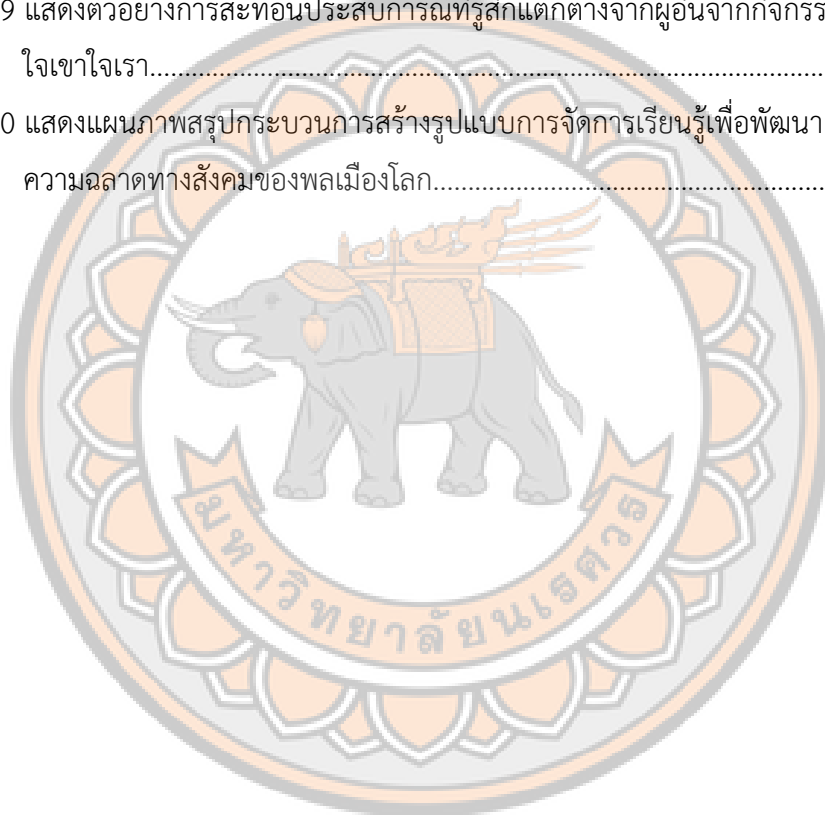 9 แสดงตัวอย่างการสะท้อนประสบการณ์ที่รู้สึกแตกต่างจากผู้อื่นจากกิจกรร
ใจเขาใจเรา................................................................................................
0 แสดงแผนภาพสรุปกระบวนการสร้างรูปแบบการจัดการเรียนรู้เพื่อพัฒนา
ความฉลาดทางสังคมของพลเมืองโลก........................................................
มหาวิทยาลัยนเรศวร